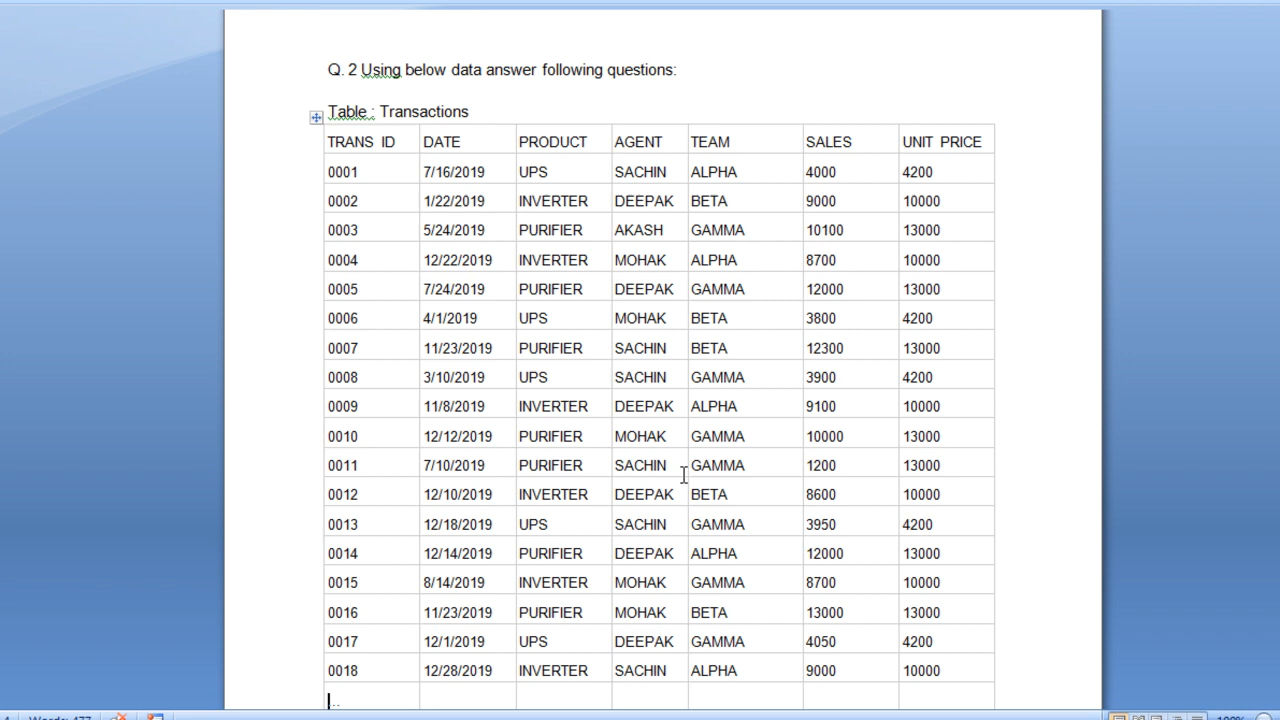 Q. 2 Using below data answer following questions:
Table : Transactions
TRANS ID DATE PRODUCT AGENT TEAM SALES UNIT PRICE
0001 7/16/2019 UPS SACHIN ALPHA 4000 4200
0002 1/22/2019 INVERTER DEEPAK BETA 9000 10000
0003 5/24/2019 PURIFIER AKASH GAMMA 10100 13000
0004 12/22/2019 INVERTER MOHAK ALPHA 8700 10000
0005 7/24/2019 PURIFIER DEEPAK GAMMA 12000 13000
0006 4/1/2019 UPS MOHAK BETA 3800 4200
0007 11/23/2019 PURIFIER SACHIN BETA 12300 13000
0008 3/10/2019 UPS SACHIN GAMMA 3900 4200
0009 11/8/2019 INVERTER DEEPAK ALPHA 9100 10000
0010 12/12/2019 PURIFIER MOHAK GAMMA 10000 13000
0011 7/10/2019 PURIFIER SACHIN GAMMA 1200 13000
0012 12/10/2019 INVERTER DEEPAK BETA 8600 10000
0013 12/18/2019 UPS SACHIN GAMMA 3950 4200
0014 12/14/2019 PURIFIER DEEPAK ALPHA 12000 13000
0015 8/14/2019 INVERTER MOHAK GAMMA 8700 10000
0016 11/23/2019 PURIFIER MOHAK BETA 13000 13000
0017 12/1/2019 UPS DEEPAK GAMMA 4050 4200
0018 12/28/2019 INVERTER SACHIN ALPHA 9000 10000
..